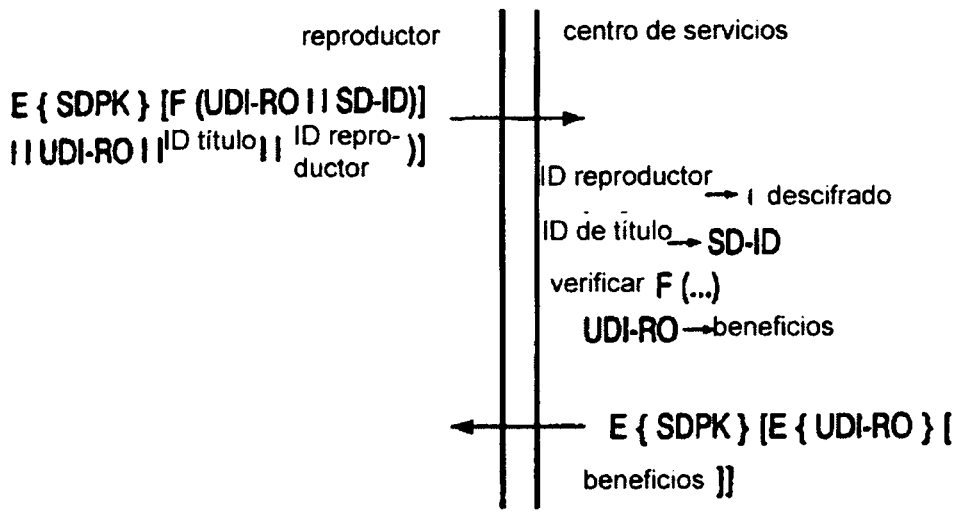 reproductor
centro de servicios
E { SDPK } [F (UDI-RO I I SD-ID)]
I I UDI-RO I I ID título I I ID repro-
ductor )]
ID reproductor → ı descifrado
ID de título → SD-ID
verificar F (...)
UDI-RO → beneficios
E { SDPK } [E { UDI-RO } [
beneficios ]]